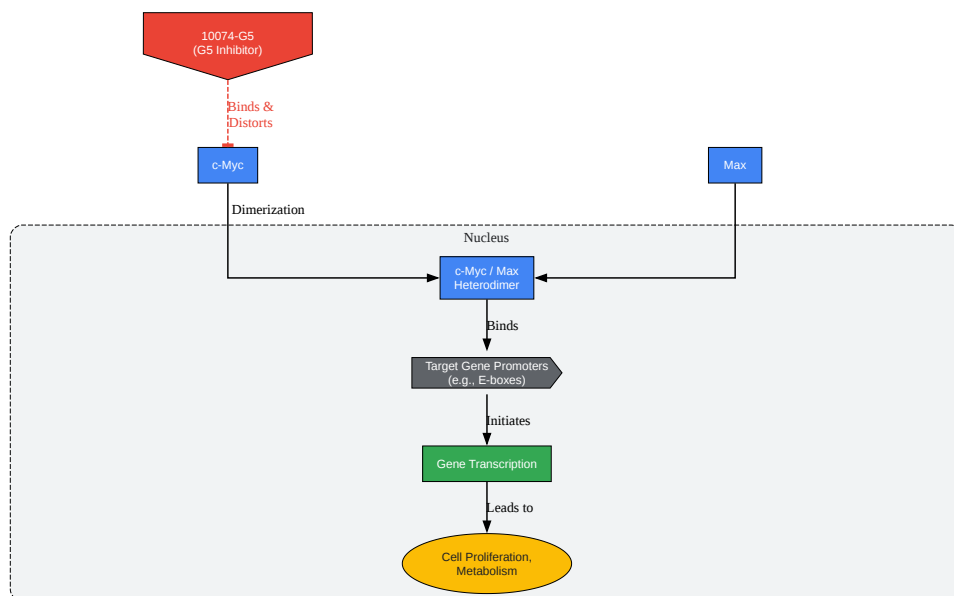 10074-G5
(G5 Inhibitor)
Binds &
Distorts
c-Myc
Max
Dimerization
Nucleus
c-Myc / Max
Heterodimer
Binds
Target Gene Promoters
(e.g., E-boxes)
Initiates
Gene Transcription
Leads to
Cell Proliferation,
Metabolism